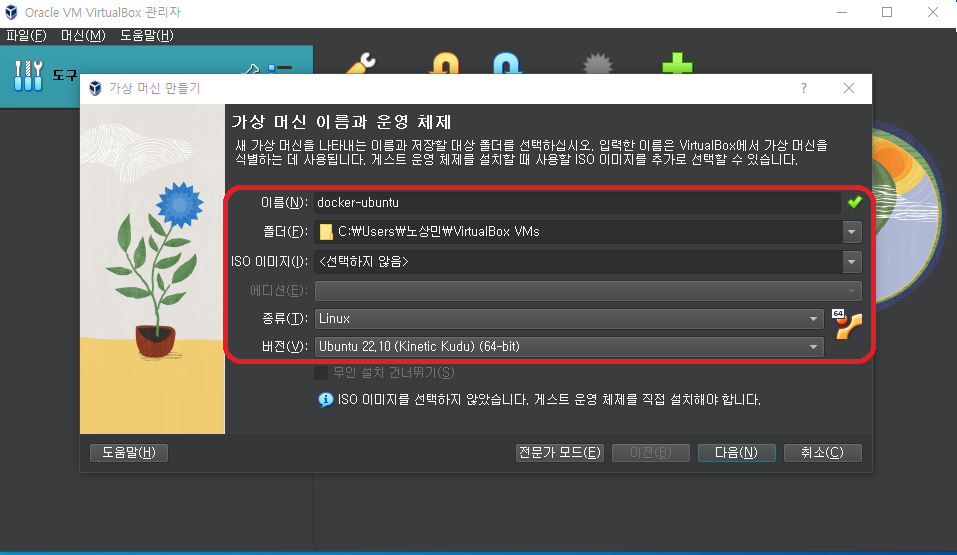 Oracle VM VirtualBox 관리자
파일(F) 머신(M) 도움말(H)
도구
가상 머신 만들기
?
가상 머신 이름과 운영 체제
새 가상 머신을 나타내는 이름과 저장할 대상 폴더를 선택하십시오. 입력한 이름은 VirtualBox에서 가상 머신을
식별하는 데 사용됩니다. 게스트 운영 체제를 설치할 때 사용할 ISO 이미지를 추가로 선택할 수 있습니다.
이름(N): docker-ubuntu
폴더(F): C:₩Users₩노상민₩VirtualBox VMs
ISO 이미지(I): <선택하지 않음>
에디션(E):
종류(T): Linux
64
버전(V): Ubuntu 22.10 (Kinetic Kudu) (64-bit)
무인 설치 건너뛰기(S)
ISO 이미지를 선택하지 않았습니다. 게스트 운영 체제를 직접 설치해야 합니다.
도움말(H) 전문가 모드(E) 이전(B) 다음(N) 취소(C)